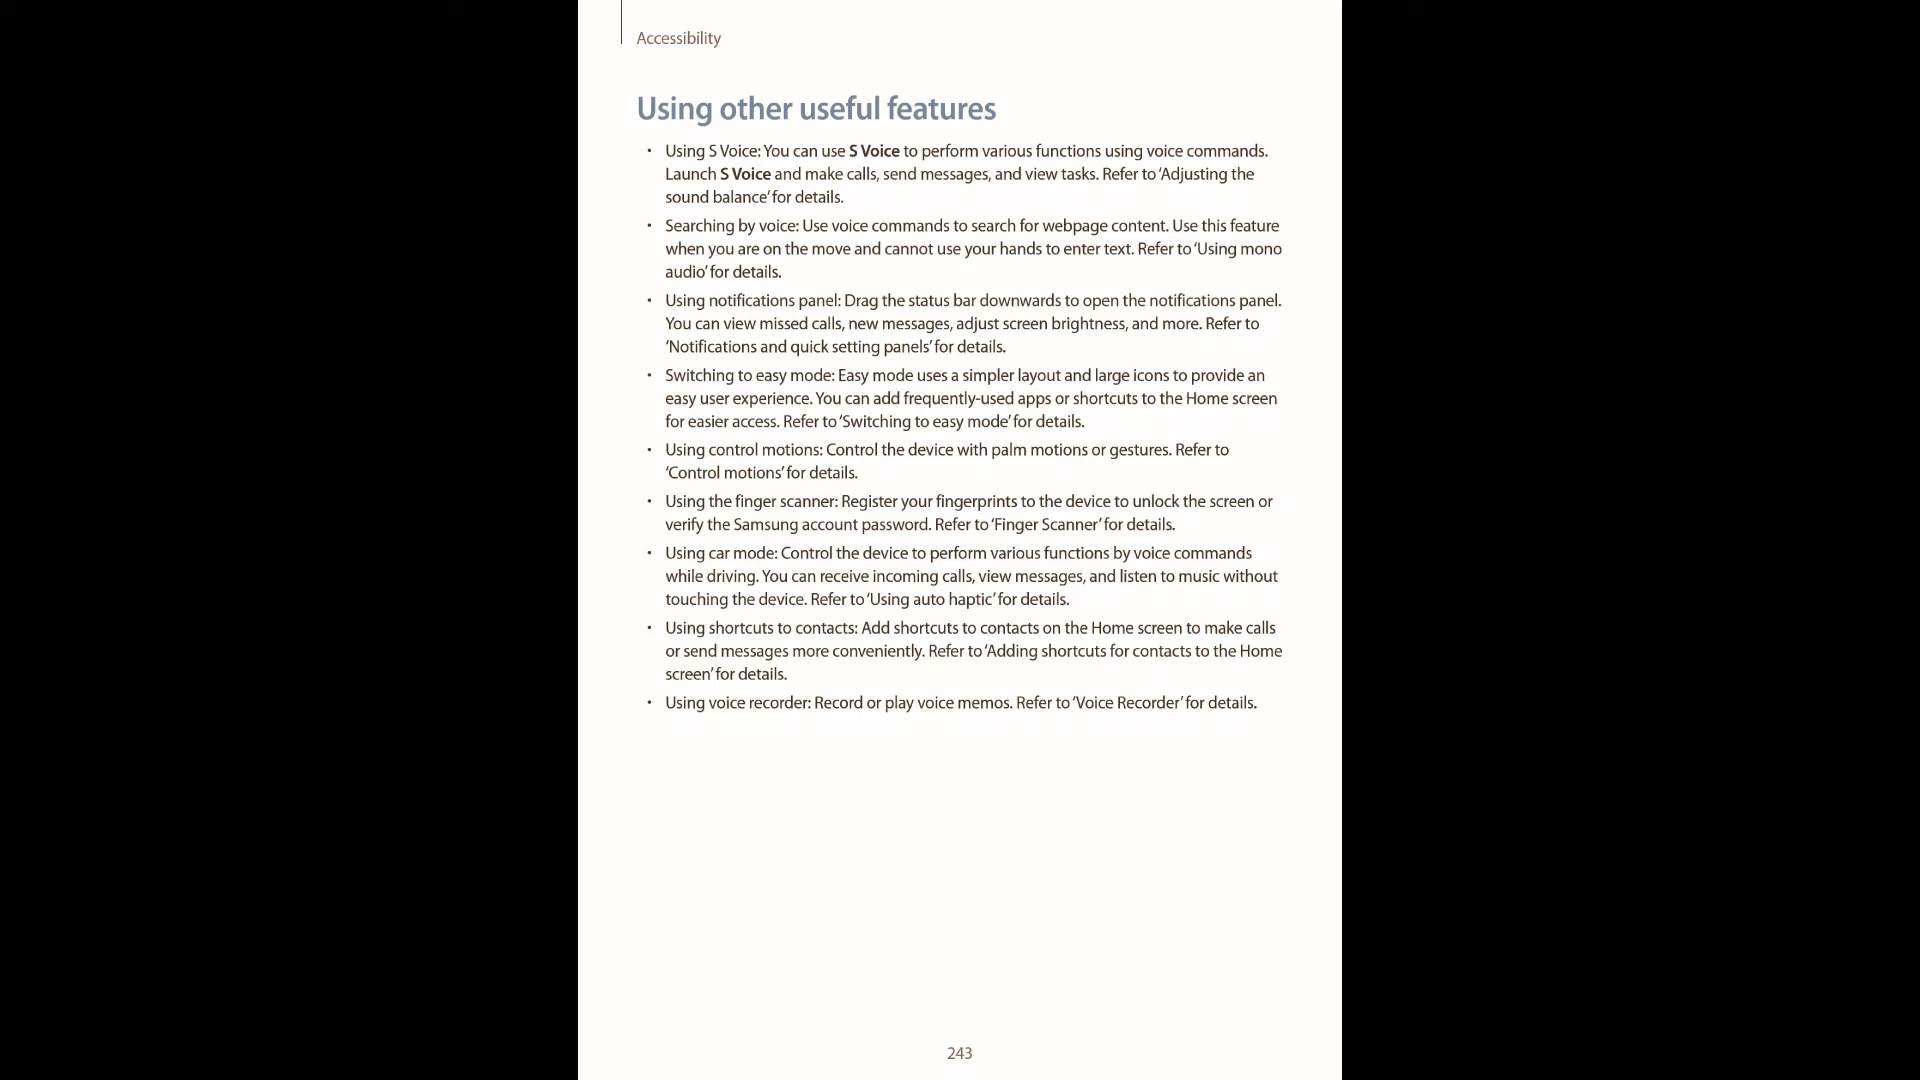 Accessibility
Using other useful features
• Using S Voice: You can use S Voice to perform various functions using voice commands.
Launch S Voice and make calls, send messages, and view tasks. Refer to ‘Adjusting the
sound balance’ for details.
• Searching by voice: Use voice commands to search for webpage content. Use this feature
when you are on the move and cannot use your hands to enter text. Refer to ‘Using mono
audio’ for details.
• Using notifications panel: Drag the status bar downwards to open the notifications panel.
You can view missed calls, new messages, adjust screen brightness, and more. Refer to
‘Notifications and quick setting panels’ for details.
• Switching to easy mode: Easy mode uses a simpler layout and large icons to provide an
easy user experience. You can add frequently-used apps or shortcuts to the Home screen
for easier access. Refer to ‘Switching to easy mode’ for details.
• Using control motions: Control the device with palm motions or gestures. Refer to
‘Control motions’ for details.
• Using the finger scanner: Register your fingerprints to the device to unlock the screen or
verify the Samsung account password. Refer to ‘Finger Scanner’ for details.
• Using car mode: Control the device to perform various functions by voice commands
while driving. You can receive incoming calls, view messages, and listen to music without
touching the device. Refer to ‘Using auto haptic’ for details.
• Using shortcuts to contacts: Add shortcuts to contacts on the Home screen to make calls
or send messages more conveniently. Refer to ‘Adding shortcuts for contacts to the Home
screen’ for details.
• Using voice recorder: Record or play voice memos. Refer to ‘Voice Recorder’ for details.
243